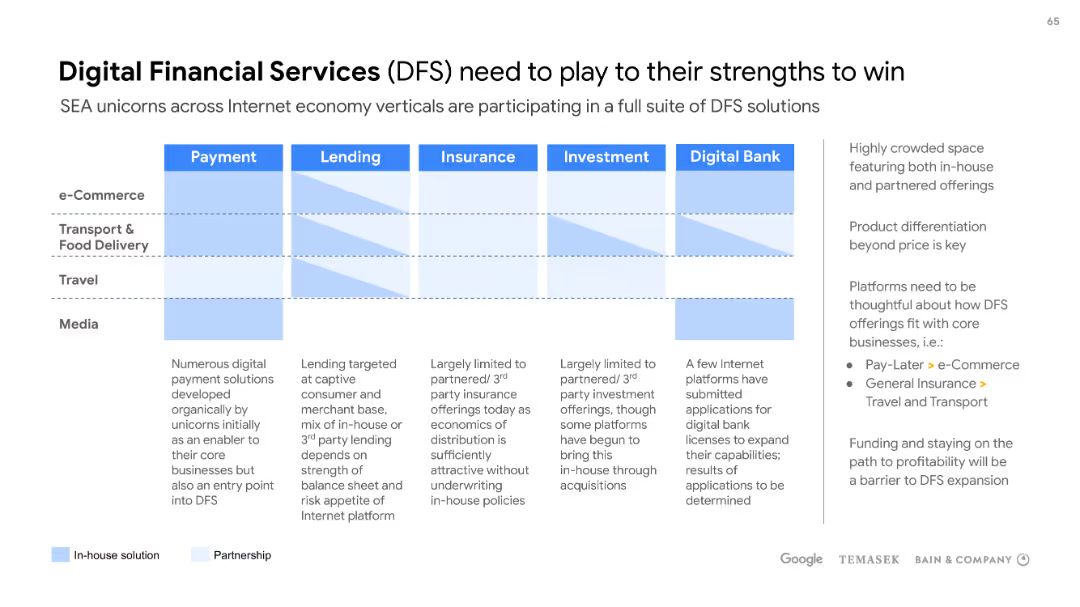 65
Digital Financial Services (DFS) need to play to their strengths to win
SEA unicorns across Internet economy verticals are participating in a full suite of DFS solutions
Payment
Lending
Insurance
Investment
Digital Bank
e-Commerce
Transport &
Food Delivery
Travel
Media
Numerous digital
payment solutions
developed
organically by
unicorns initially
as an enabler to
their core
businesses but
also an entry point
into DFS
Lending targeted
at captive
consumer and
merchant base,
mix of in-house or
3rd party lending
depends on
strength of
balance sheet and
risk appetite of
Internet platform
Largely limited to
partnered/ 3rd
party insurance
offerings today as
economics of
distribution is
sufficiently
attractive without
underwriting
in-house policies
Largely limited to
partnered/ 3rd
party investment
offerings, though
some platforms
have begun to
bring this
in-house through
acquisitions
A few Internet
platforms have
submitted
applications for
digital bank
licenses to expand
their capabilities;
results of
applications to be
determined
Highly crowded space
featuring both in-house
and partnered offerings
Product differentiation
beyond price is key
Platforms need to be
thoughtful about how DFS
offerings fit with core
businesses, i.e.:
● Pay-Later > e-Commerce
● General Insurance >
Travel and Transport
Funding and staying on the
path to profitability will be
a barrier to DFS expansion
In-house solution
Partnership
Google
TEMASEK
BAIN & COMPANY